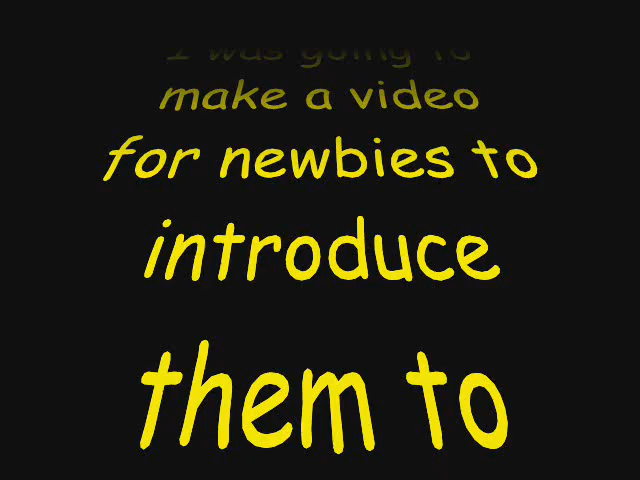 I was going to
make a video
for newbies to
introduce
them to